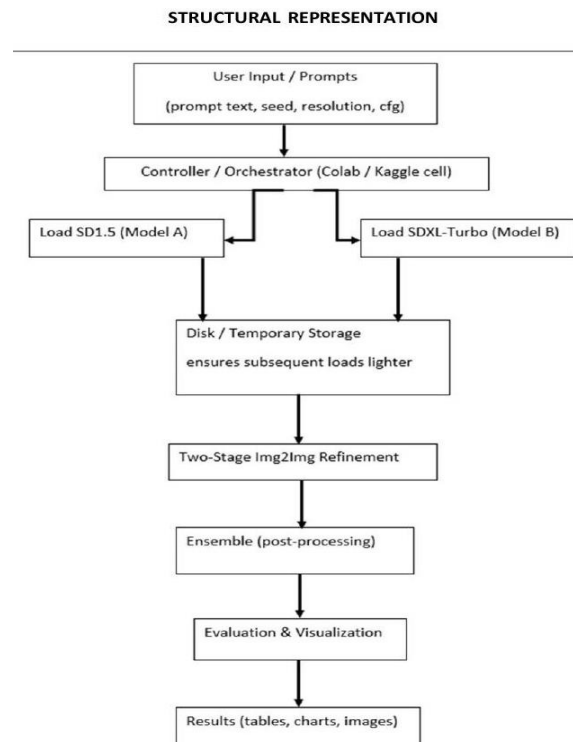 STRUCTURAL REPRESENTATION
User Input / Prompts
(prompt text, seed, resolution, cfg)
Controller / Orchestrator (Colab / Kaggle cell)
Load SD1.5 (Model A)
Load SDXL-Turbo (Model B)
Disk / Temporary Storage
ensures subsequent loads lighter
Two-Stage Img2Img Refinement
Ensemble (post-processing)
Evaluation & Visualization
Results (tables, charts, images)